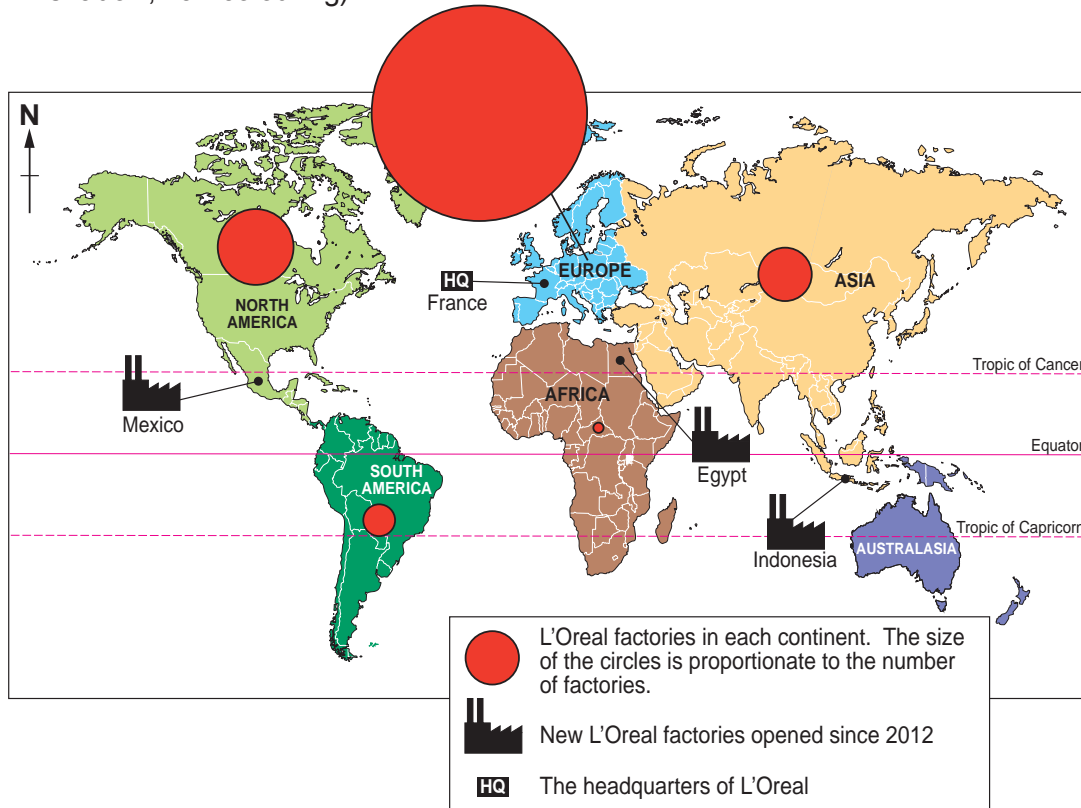 N
HQ
France
EUROPE
ASIA
NORTH
AMERICA
Tropic of Cancer
Mexico
AFRICA
Egypt
Equator
SOUTH
AMERICA
Indonesia
Tropic of Capricorn
AUSTRALASIA
L'Oreal factories in each continent. The size
of the circles is proportionate to the number
of factories.
New L'Oreal factories opened since 2012
HQ The headquarters of L'Oreal